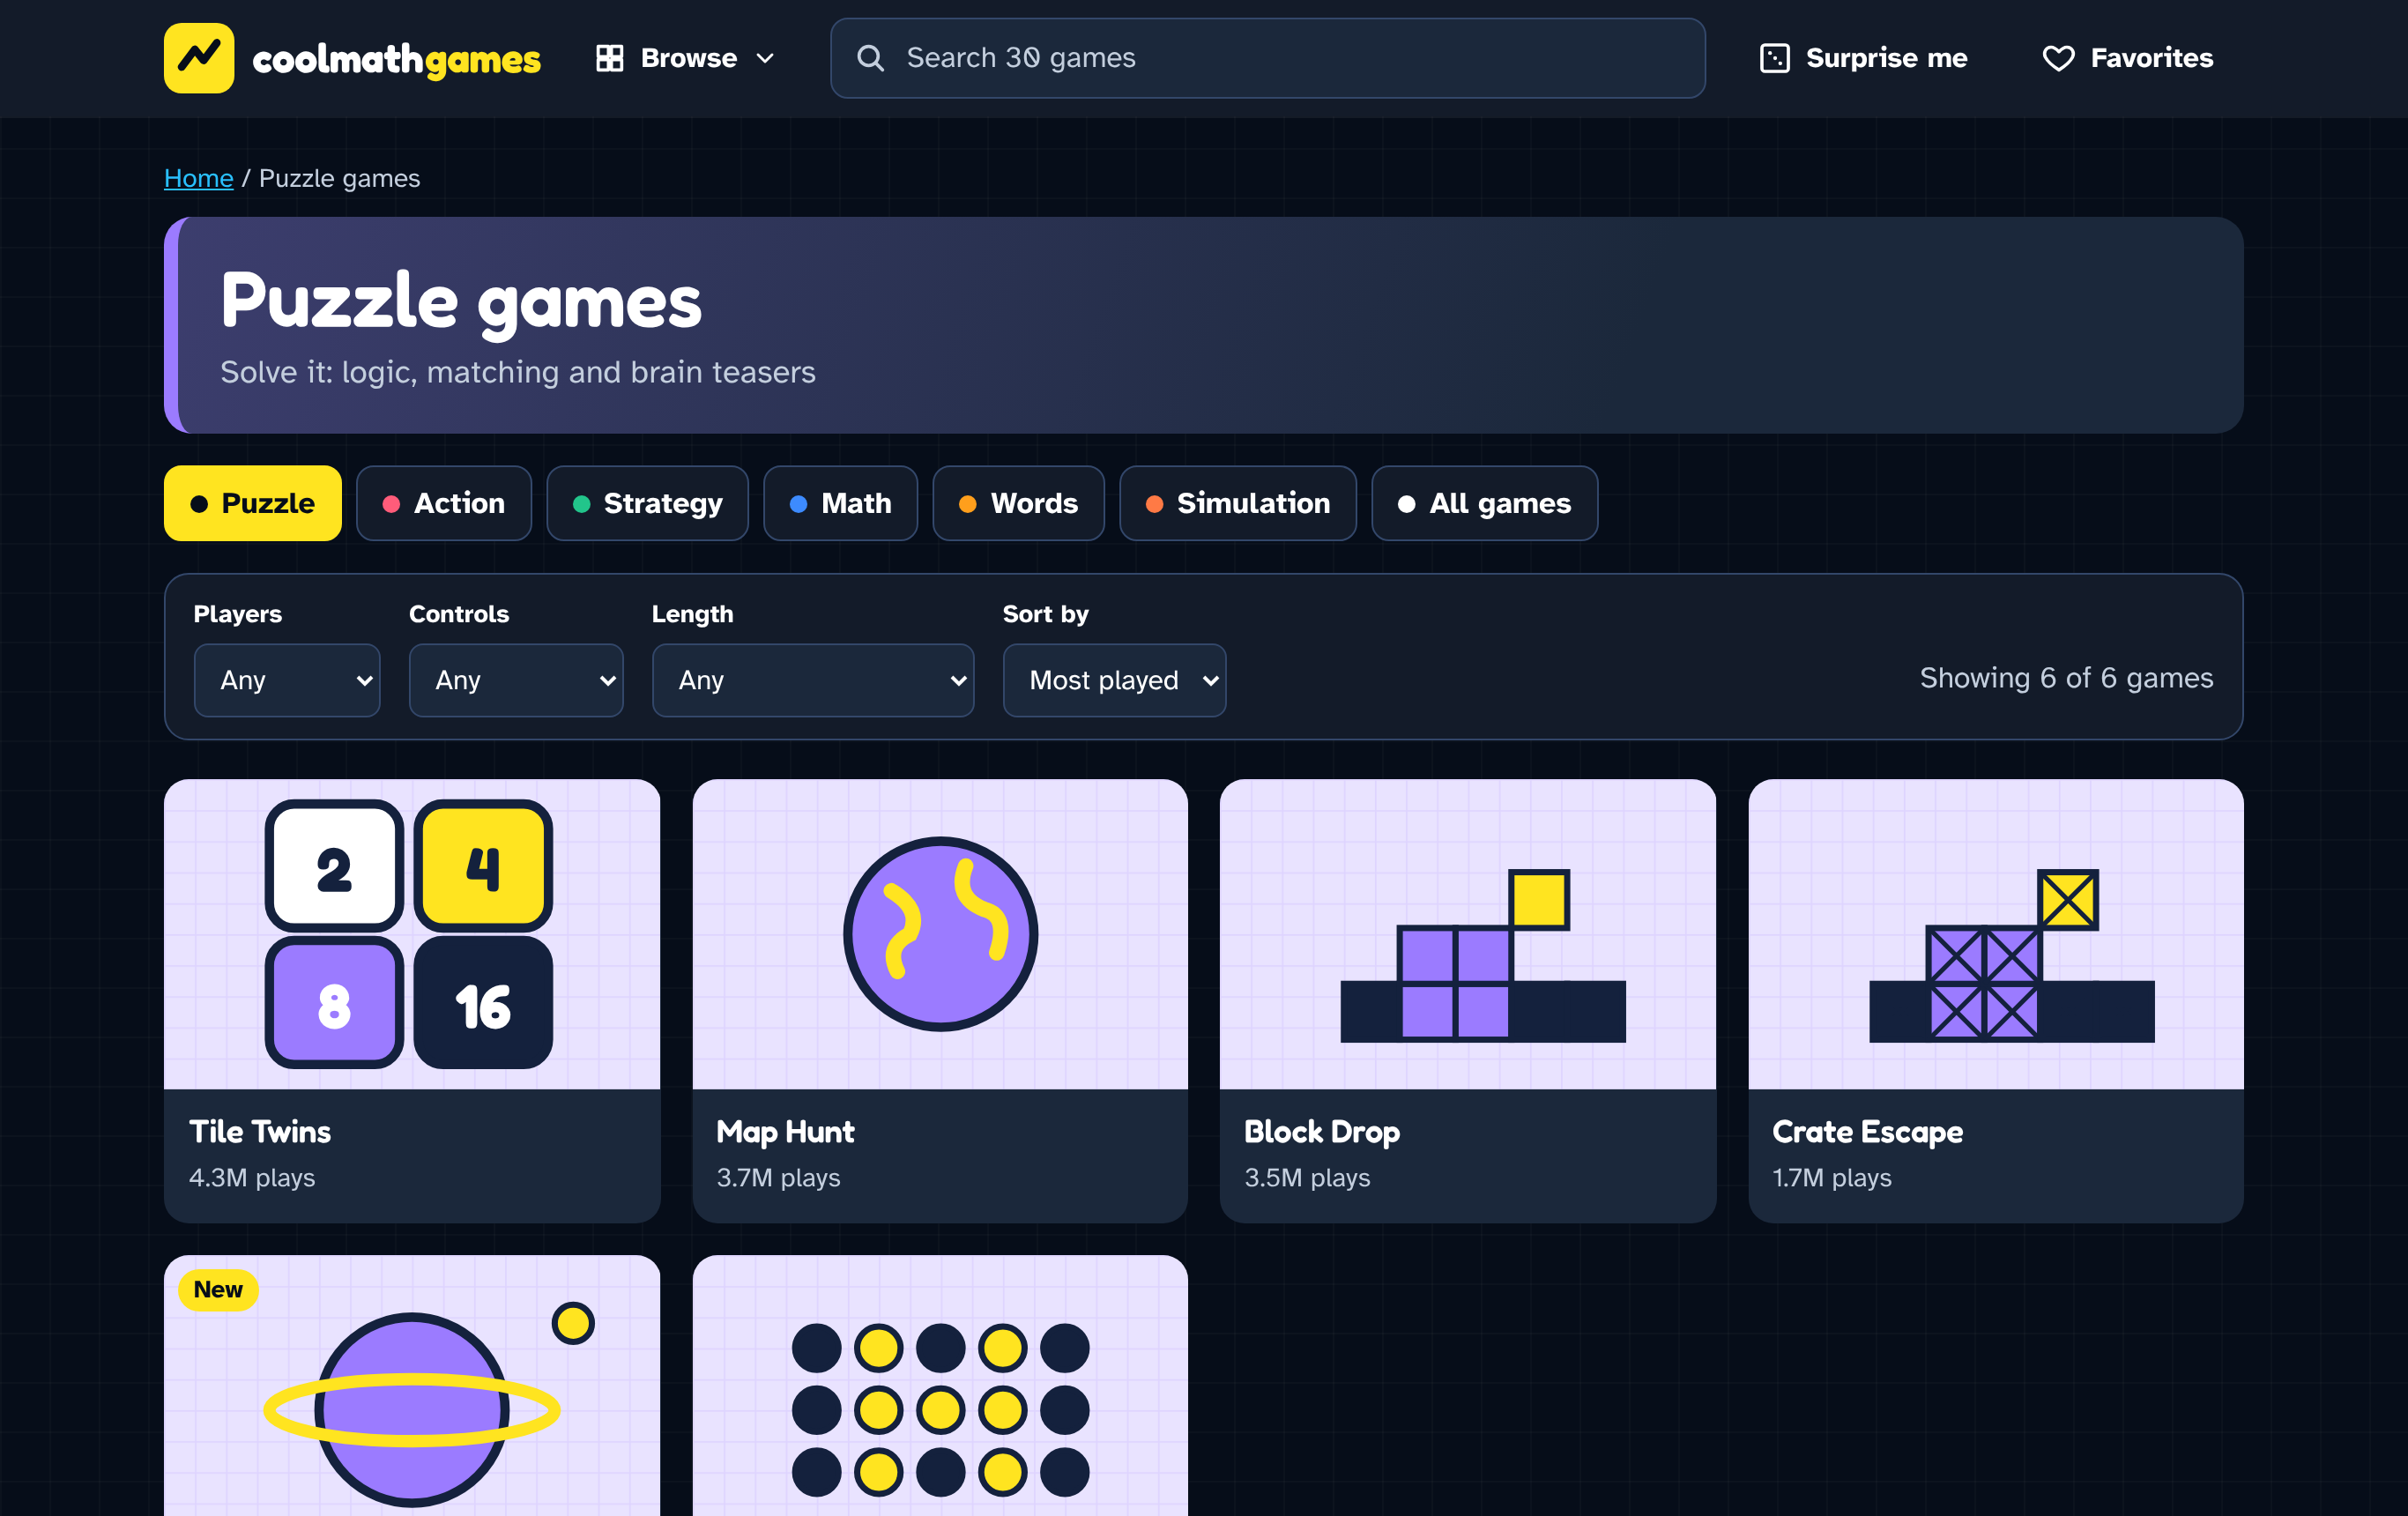 coolmathgames
Browse
Search 30 games
Surprise me
Favorites
Home / Puzzle games
Puzzle games
Solve it: logic, matching and brain teasers
Puzzle
Action
Strategy
Math
Words
Simulation
All games
Players
Controls
Length
Sort by
Any
Any
Any
Most played
Showing 6 of 6 games
2
4
8
16
Tile Twins
4.3M plays
Map Hunt
3.7M plays
Block Drop
3.5M plays
Crate Escape
1.7M plays
New